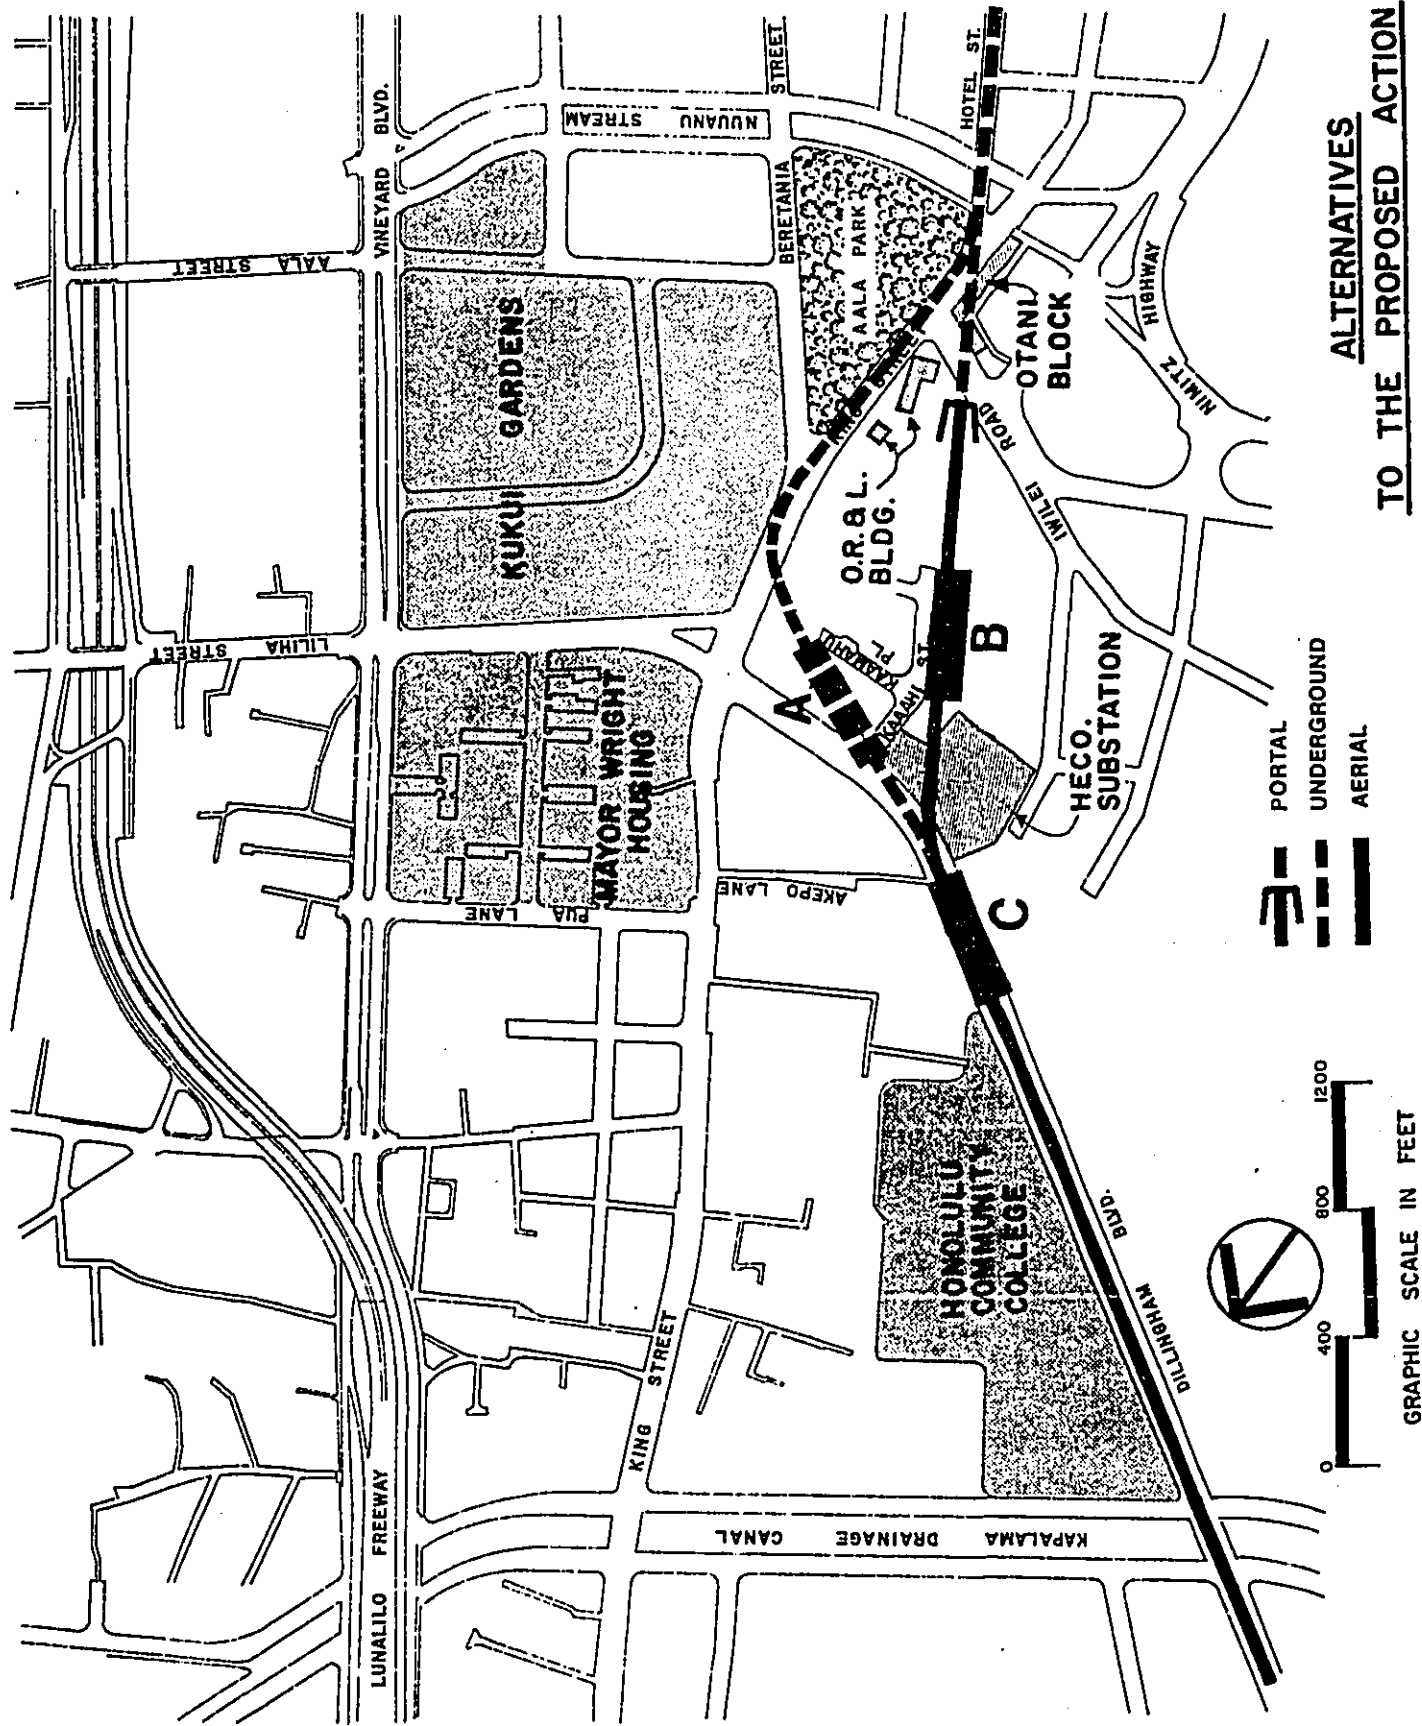 ALTERNATIVES
TO THE PROPOSED ACTION
LUNALILO FREEWAY
VINEYARD BLVD.
AALA STREET
LILIHA STREET
NUUANU STREAM
BERETANIA STREET
KUKUI GARDENS
AALA PARK
HOTEL ST.
KING STREET
MAYOR WRIGHT
HOUSING
PUA LANE
AKEPO LANE
KING STREET
O.R.& L.
BLDG.
OTANI
BLOCK
IWILEI ROAD
NIMITZ HIGHWAY
KAAMAHU
PL.
KAAAHI ST.
A
B
C
HECO.
SUBSTATION
HONOLULU
COMMUNITY
COLLEGE
DILLINGHAM BLVD.
KAPALAMA DRAINAGE CANAL
PORTAL
UNDERGROUND
AERIAL
0 400 800 1200
GRAPHIC SCALE IN FEET